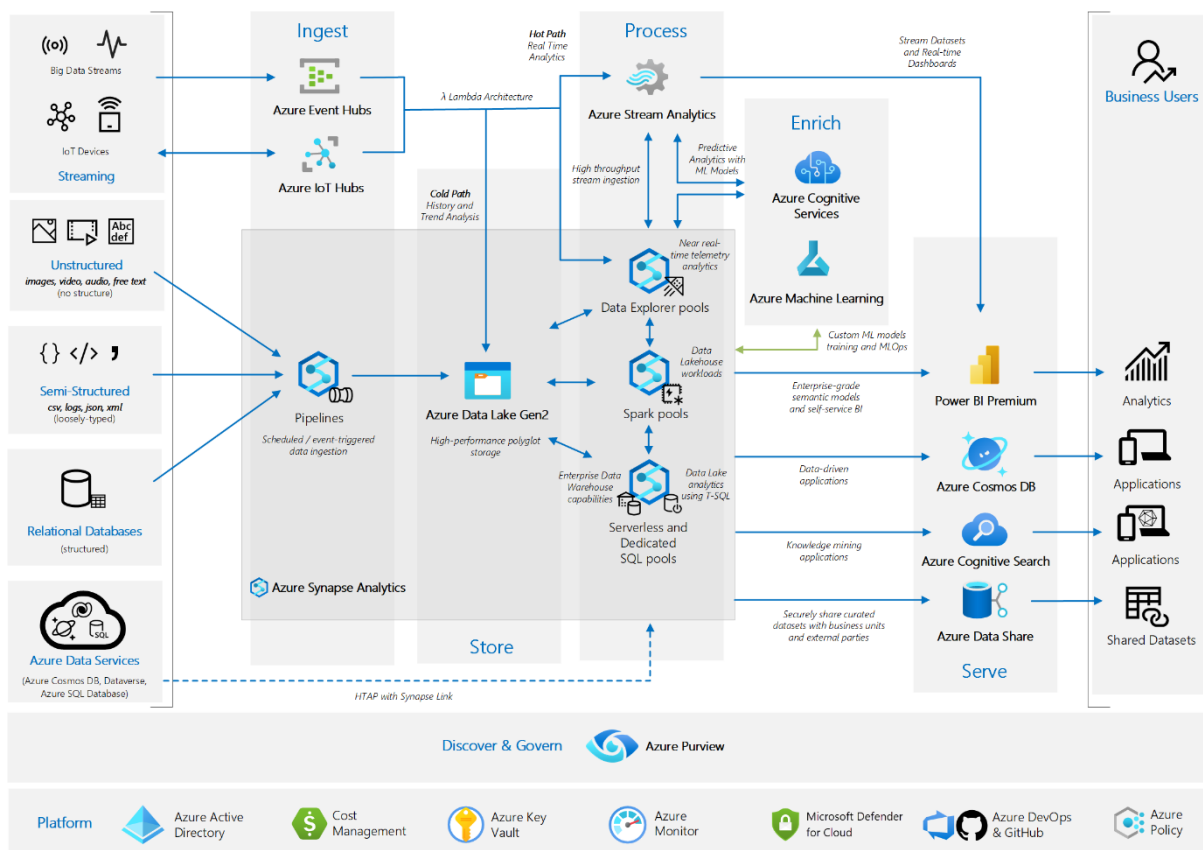 Ingest
Process
Hot Path
Real Time
Analytics
Stream Datasets
and Real-time
Dashboards
Big Data Streams
IoT Devices
Streaming
Azure Event Hubs
Azure IoT Hubs
λ Lambda Architecture
Azure Stream Analytics
Business Users
Enrich
High throughput
stream ingestion
Predictive
Analytics with
ML Models
Azure Cognitive
Services
Azure Machine Learning
Cold Path
History and
Trend Analysis
Abc
def
Unstructured
images, video, audio, free text
(no structure)
Near real-
time telemetry
analytics
Data Explorer pools
{ } </> ,
Semi-Structured
csv, logs, json, xml
(loosely-typed)
Pipelines
Scheduled / event-triggered
data ingestion
Azure Data Lake Gen2
High-performance polyglot
storage
Data
Lakehouse
workloads
Spark pools
Custom ML models
training and MLOps
Enterprise-grade
semantic models
and self-service BI
Power BI Premium
Analytics
Relational Databases
(structured)
Enterprise Data
Warehouse
capabilities
Data Lake
analytics
using T-SQL
Serverless and
Dedicated
SQL pools
Data-driven
applications
Azure Cosmos DB
Applications
Knowledge mining
applications
Azure Cognitive Search
Applications
Azure Synapse Analytics
Securely share curated
datasets with business units
and external parties
Azure Data Share
Shared Datasets
SQL
Azure Data Services
(Azure Cosmos DB, Dataverse,
Azure SQL Database)
Store
Serve
HTAP with Synapse Link
Discover & Govern
Azure Purview
Platform
Azure Active
Directory
Cost
Management
Azure Key
Vault
Azure
Monitor
Microsoft Defender
for Cloud
Azure DevOps
& GitHub
Azure
Policy